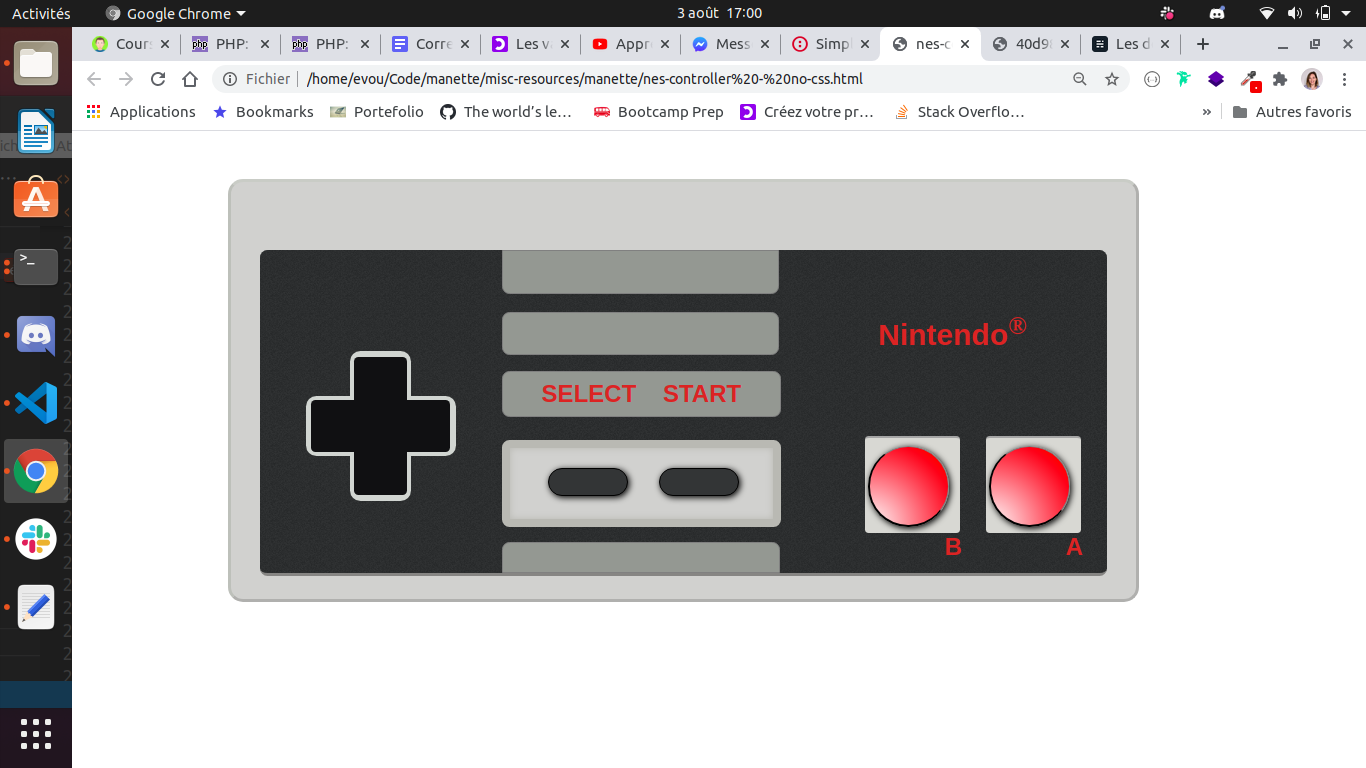 Activités Google Chrome 3 août 17:00
Cours PHP: PHP: Corre Les v Appr Mess Simpl nes-c 40d9 Les d
Fichier /home/evou/Code/manette/misc-resources/manette/nes-controller%20-%20no-css.html
Applications Bookmarks Portefolio The world's le… Bootcamp Prep Créez votre pr… Stack Overflo… » Autres favoris
Nintendo®
SELECT START
B A